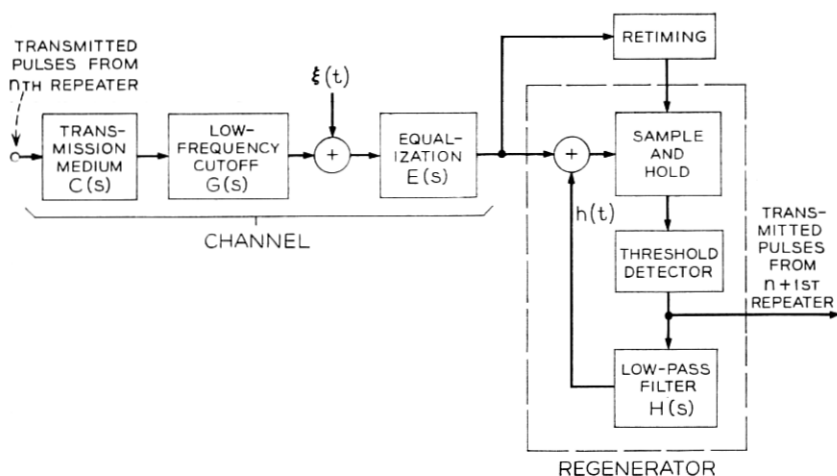 TRANSMITTED
PULSES FROM
nTH REPEATER
TRANS-
MISSION
MEDIUM
C(s)
LOW-
FREQUENCY
CUTOFF
G(s)
ξ(t)
+
EQUAL-
IZATION
E(s)
CHANNEL
RETIMING
+
h(t)
SAMPLE
AND
HOLD
THRESHOLD
DETECTOR
LOW-PASS
FILTER
H(s)
TRANS-
MITTED
PULSES
FROM
n+1ST
REPEATER
REGENERATOR